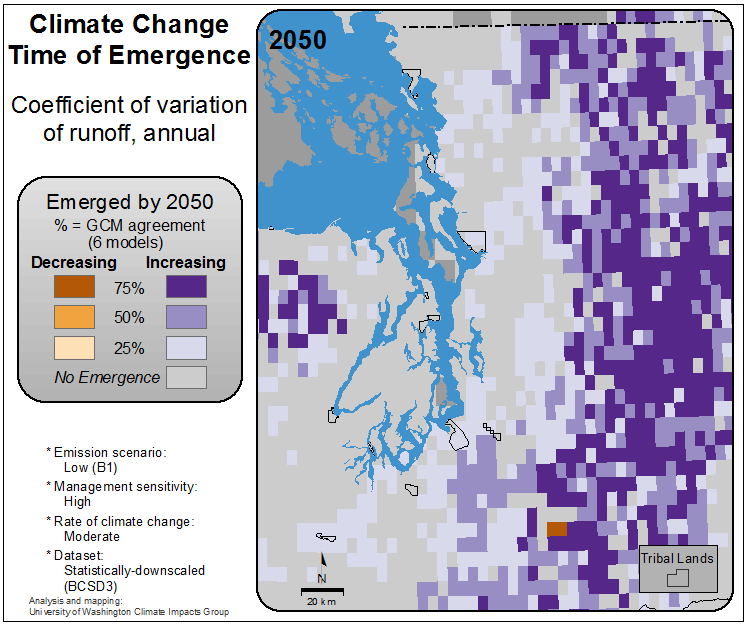 Climate Change
Time of Emergence
Coefficient of variation
of runoff, annual
Emerged by 2050
% = GCM agreement
(6 models)
Decreasing Increasing
75%
50%
25%
No Emergence
* Emission scenario:
Low (B1)
* Management sensitivity:
High
* Rate of climate change:
Moderate
* Dataset:
Statistically-downscaled
(BCSD3)
Analysis and mapping:
University of Washington Climate Impacts Group
2050
N
20 km
Tribal Lands